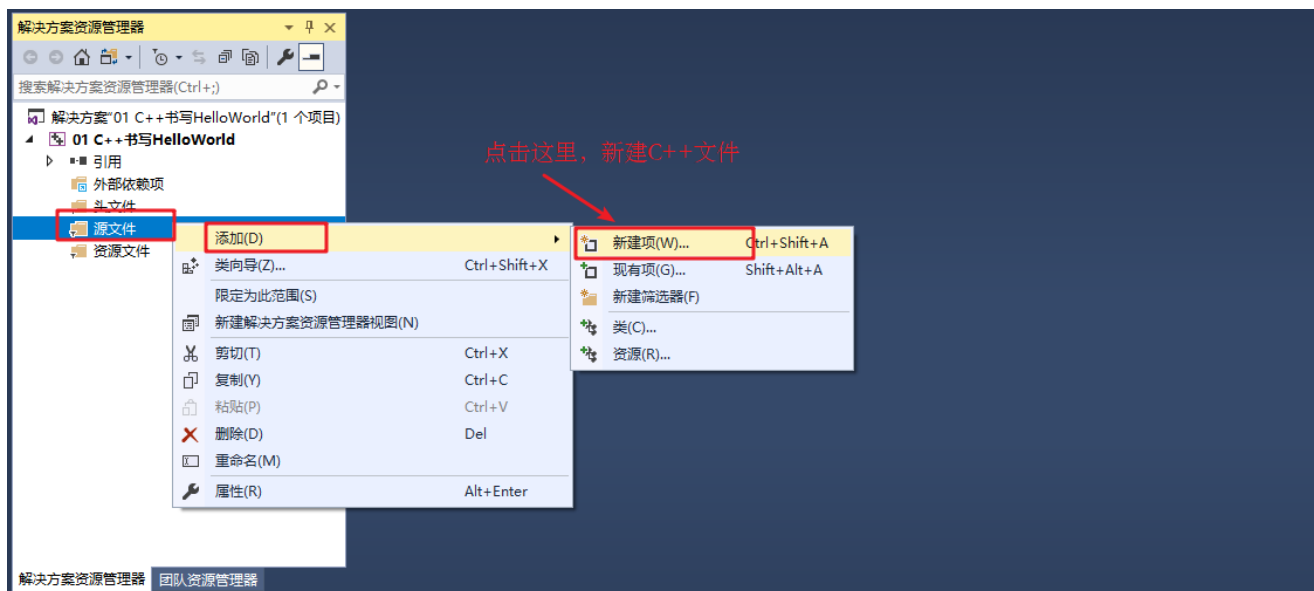 解决方案资源管理器
搜索解决方案资源管理器(Ctrl+;)
解决方案"01 C++书写HelloWorld"(1 个项目)
01 C++书写HelloWorld
引用
外部依赖项
头文件
源文件
资源文件
点击这里，新建C++文件
添加(D)
类向导(Z)... Ctrl+Shift+X
限定为此范围(S)
新建解决方案资源管理器视图(N)
剪切(T) Ctrl+X
复制(Y) Ctrl+C
粘贴(P) Ctrl+V
删除(D) Del
重命名(M)
属性(R) Alt+Enter
新建项(W)... Ctrl+Shift+A
现有项(G)... Shift+Alt+A
新建筛选器(F)
类(C)...
资源(R)...
解决方案资源管理器 团队资源管理器